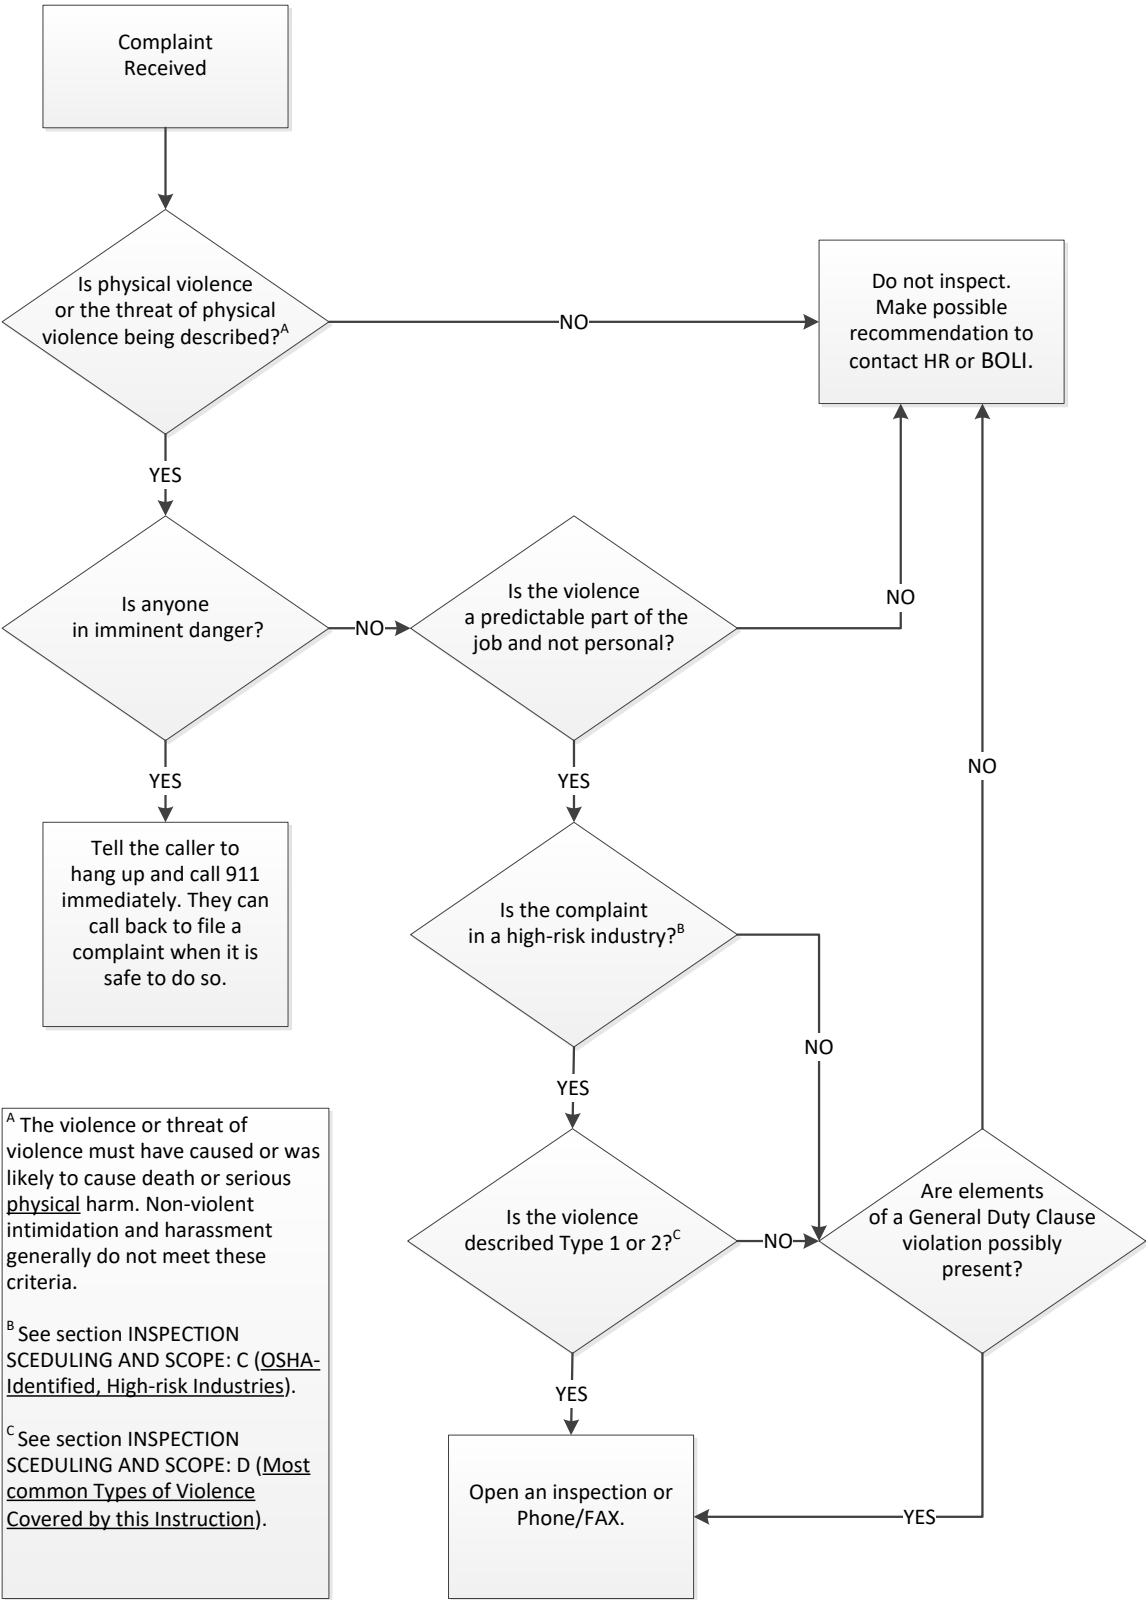 Complaint
Received
Is physical violence
or the threat of physical
violence being described?A
NO
Do not inspect.
Make possible
recommendation to
contact HR or BOLI.
YES
Is anyone
in imminent danger?
NO
Is the violence
a predictable part of the
job and not personal?
NO
YES
Tell the caller to
hang up and call 911
immediately. They can
call back to file a
complaint when it is
safe to do so.
YES
Is the complaint
in a high-risk industry?B
NO
NO
YES
Is the violence
described Type 1 or 2?C
NO
Are elements
of a General Duty Clause
violation possibly
present?
YES
Open an inspection or
Phone/FAX.
YES
A The violence or threat of
violence must have caused or was
likely to cause death or serious
physical harm. Non-violent
intimidation and harassment
generally do not meet these
criteria.
B See section INSPECTION
SCEDULING AND SCOPE: C (OSHA-
Identified, High-risk Industries).
C See section INSPECTION
SCEDULING AND SCOPE: D (Most
common Types of Violence
Covered by this Instruction).